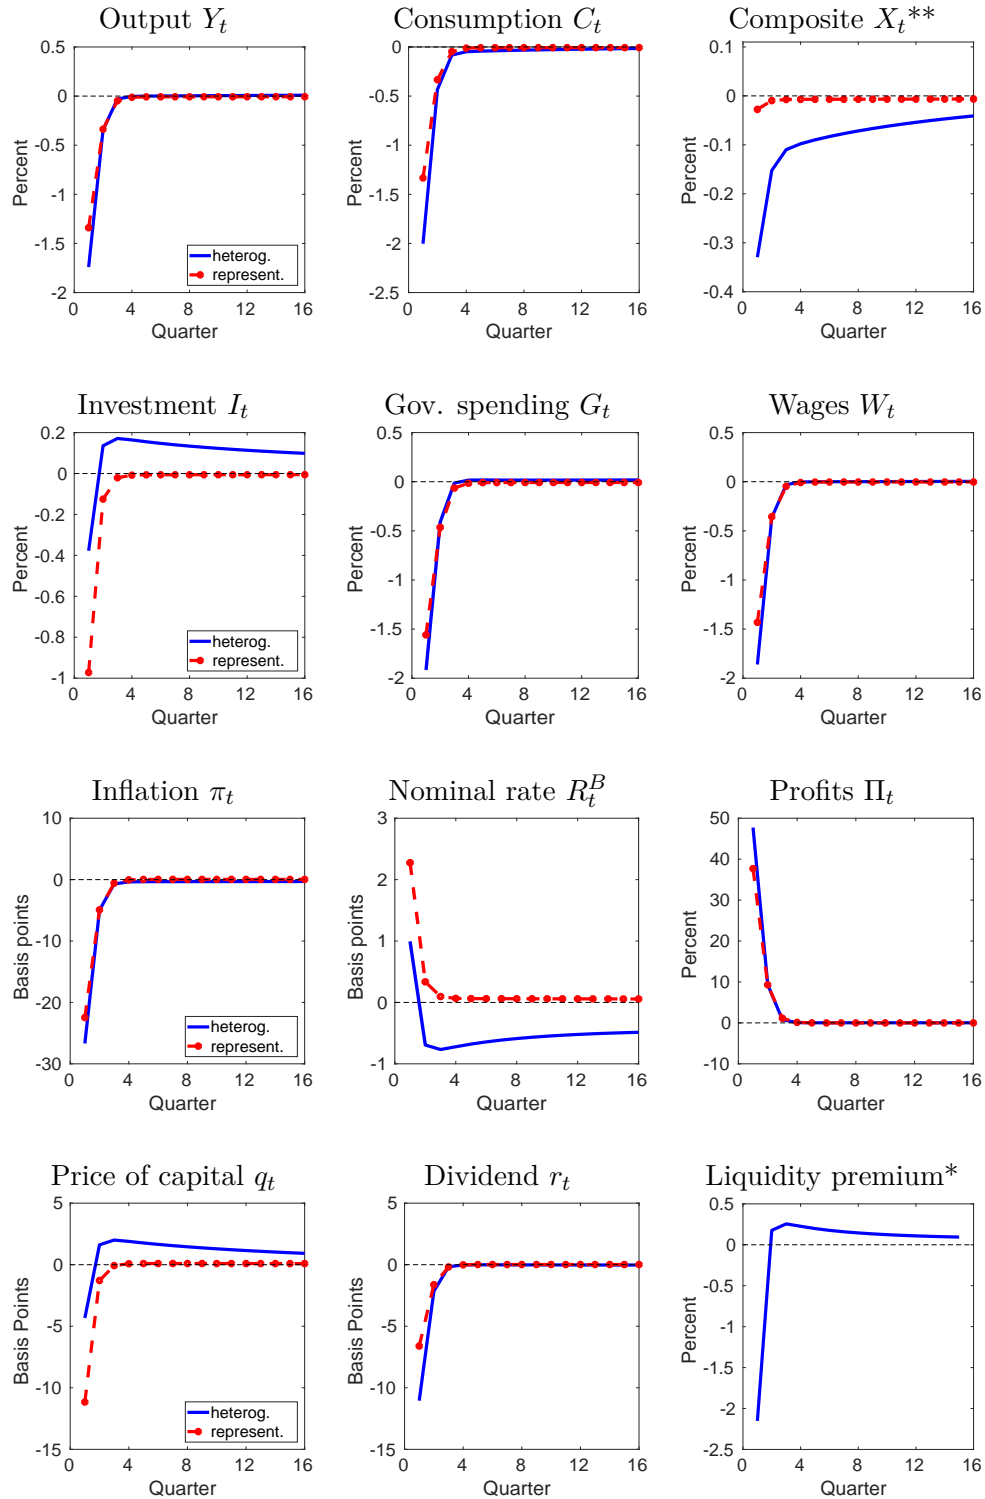 Output Y_t
Consumption C_t
Composite X_t**
0.5
0
-0.5
-1
-1.5
-2
Percent
0 4 8 12 16
Quarter
heterog.
represent.
0
-0.5
-1
-1.5
-2
-2.5
Percent
0 4 8 12 16
Quarter
0.1
0
-0.1
-0.2
-0.3
-0.4
Percent
0 4 8 12 16
Quarter
Investment I_t
Gov. spending G_t
Wages W_t
0.2
0
-0.2
-0.4
-0.6
-0.8
-1
Percent
0 4 8 12 16
Quarter
heterog.
represent.
0.5
0
-0.5
-1
-1.5
-2
Percent
0 4 8 12 16
Quarter
0.5
0
-0.5
-1
-1.5
-2
Percent
0 4 8 12 16
Quarter
Inflation π_t
Nominal rate R_t^B
Profits Π_t
10
0
-10
-20
-30
Basis points
0 4 8 12 16
Quarter
heterog.
represent.
3
2
1
0
-1
Basis points
0 4 8 12 16
Quarter
50
40
30
20
10
0
-10
Percent
0 4 8 12 16
Quarter
Price of capital q_t
Dividend r_t
Liquidity premium*
5
0
-5
-10
-15
Basis Points
0 4 8 12 16
Quarter
heterog.
represent.
5
0
-5
-10
-15
Basis Points
0 4 8 12 16
Quarter
0.5
0
-0.5
-1
-1.5
-2
-2.5
Percent
0 4 8 12 16
Quarter